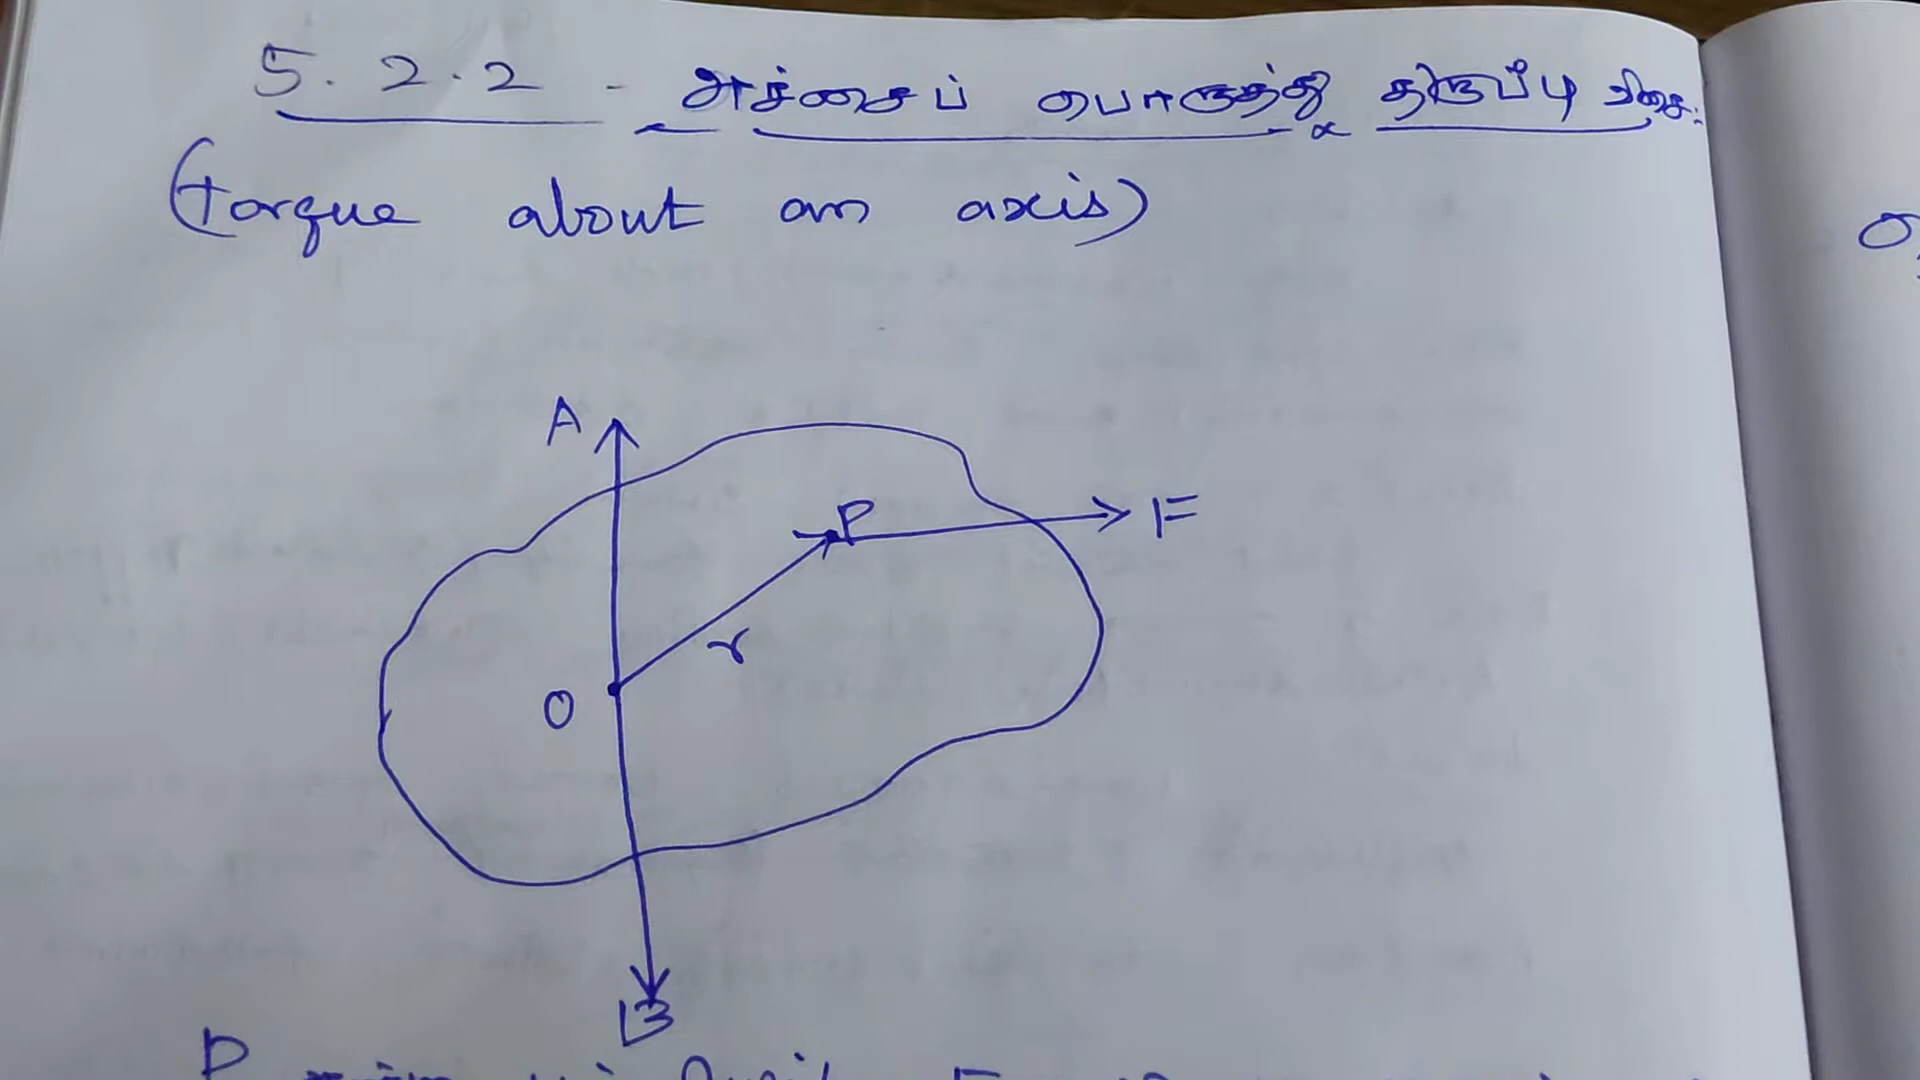 5.2.2 - அச்சைப் பொருத்து திருப்பு விசை:
(torque about an axis)
A
P
F
r
O
B
P